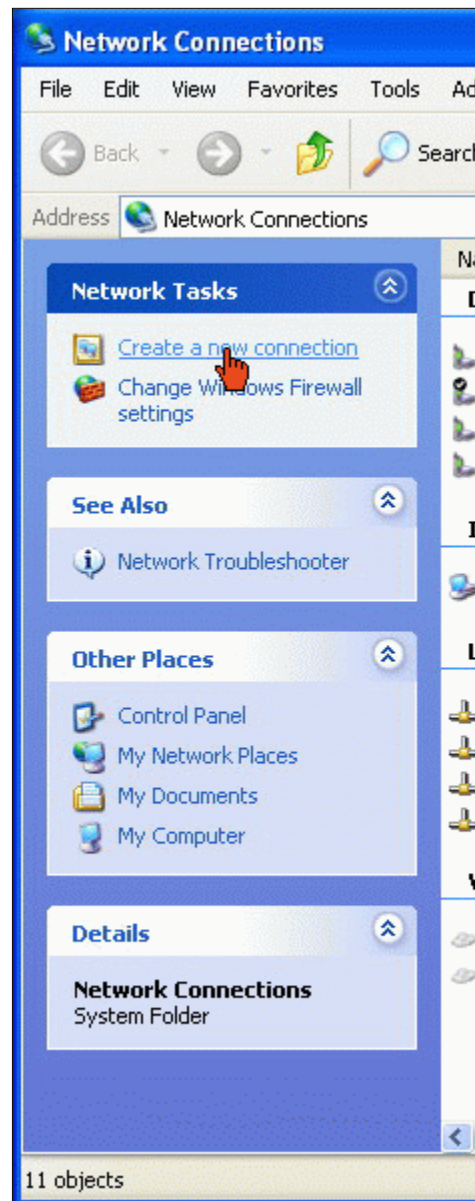 Network Connections
File Edit View Favorites Tools
Back Search
Address Network Connections
Network Tasks
Create a new connection
Change Windows Firewall
settings
See Also
Network Troubleshooter
Other Places
Control Panel
My Network Places
My Documents
My Computer
Details
Network Connections
System Folder
11 objects